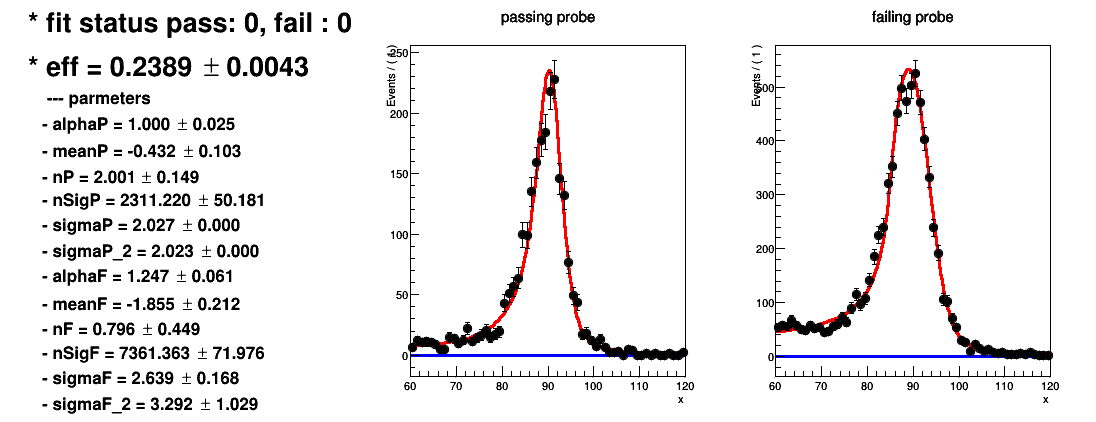 * fit status pass: 0, fail : 0
* eff = 0.2389 ± 0.0043
--- parmeters
- alphaP = 1.000 ± 0.025
- meanP = -0.432 ± 0.103
- nP = 2.001 ± 0.149
- nSigP = 2311.220 ± 50.181
- sigmaP = 2.027 ± 0.000
- sigmaP_2 = 2.023 ± 0.000
- alphaF = 1.247 ± 0.061
- meanF = -1.855 ± 0.212
- nF = 0.796 ± 0.449
- nSigF = 7361.363 ± 71.976
- sigmaF = 2.639 ± 0.168
- sigmaF_2 = 3.292 ± 1.029
passing probe
Events / ( 1 )
250
200
150
100
50
0
60 70 80 90 100 110 120
x
failing probe
Events / ( 1 )
500
400
300
200
100
0
60 70 80 90 100 110 120
x